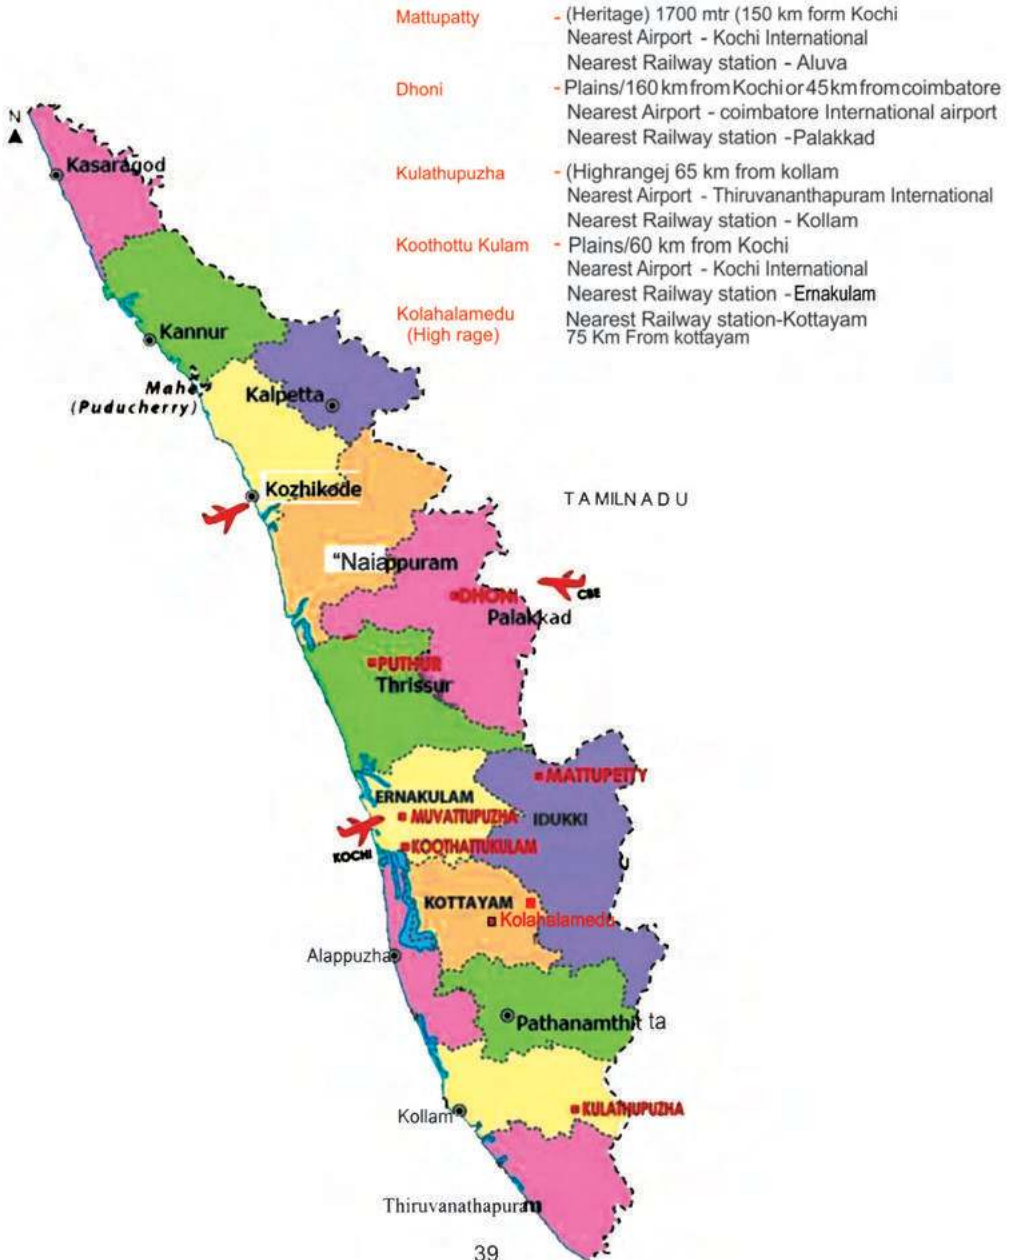 Mattupatty - (Heritage) 1700 mtr (150 km form Kochi
Nearest Airport - Kochi International
Nearest Railway station - Aluva
Dhoni - Plains/160 km from Kochi or 45 km from coimbatore
Nearest Airport - coimbatore International airport
Nearest Railway station -Palakkad
Kulathupuzha - (Highrangej 65 km from kollam
Nearest Airport - Thiruvananthapuram International
Nearest Railway station - Kollam
Koothottu Kulam - Plains/60 km from Kochi
Nearest Airport - Kochi International
Nearest Railway station -Ernakulam
Kolahalamedu Nearest Railway station-Kottayam
(High rage) 75 Km From kottayam
N
Kasaragod
Kannur
Mahe
(Puducherry)
Kalpetta
Kozhikode
TAMILNADU
“Naiappuram
DHONI
CBE
Palakkad
PUTHUR
Thrissur
MATTUPETTY
ERNAKULAM
MUVATTUPUZHA IDUKKI
KOCHI
KOOTHATTUKULAM
KOTTAYAM
Kolahalamedu
Alappuzha
Pathanamthit ta
Kollam
KULATHUPUZHA
Thiruvanathapuram
39